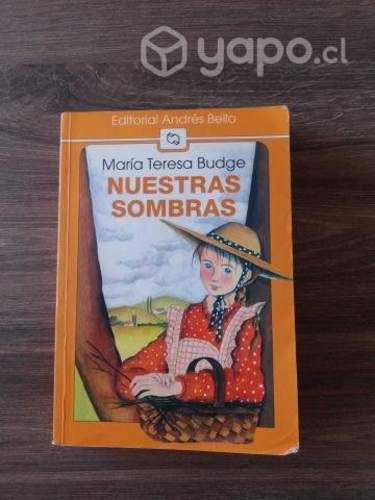 yapo.cl
Editorial Andrés Bello
María Teresa Budge
NUESTRAS
SOMBRAS